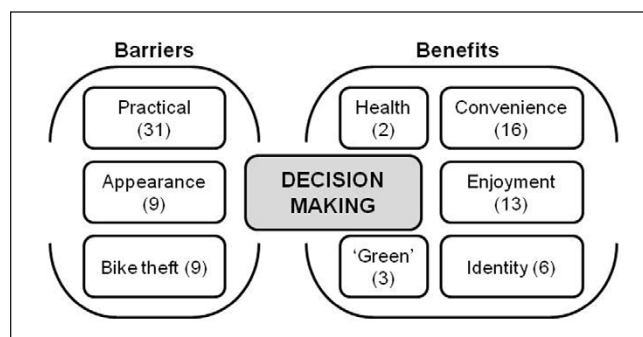 Barriers
Benefits
Practical
(31)
Appearance
(9)
Bike theft (9)
DECISION
MAKING
Health
(2)
Convenience
(16)
Enjoyment
(13)
‘Green’
(3)
Identity (6)